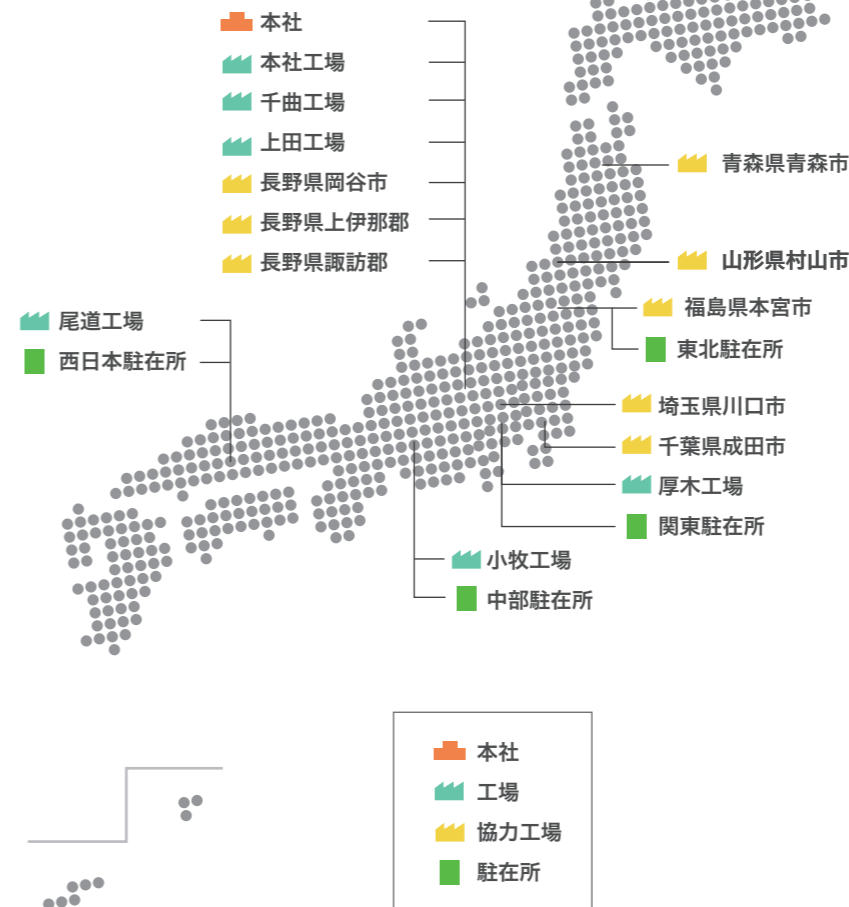 本社
本社工場
千曲工場
上田工場
長野県岡谷市
長野県上伊那郡
長野県諏訪郡
尾道工場
西日本駐在所
青森県青森市
山形県村山市
福島県本宮市
東北駐在所
埼玉県川口市
千葉県成田市
厚木工場
関東駐在所
小牧工場
中部駐在所
本社
工場
協力工場
駐在所